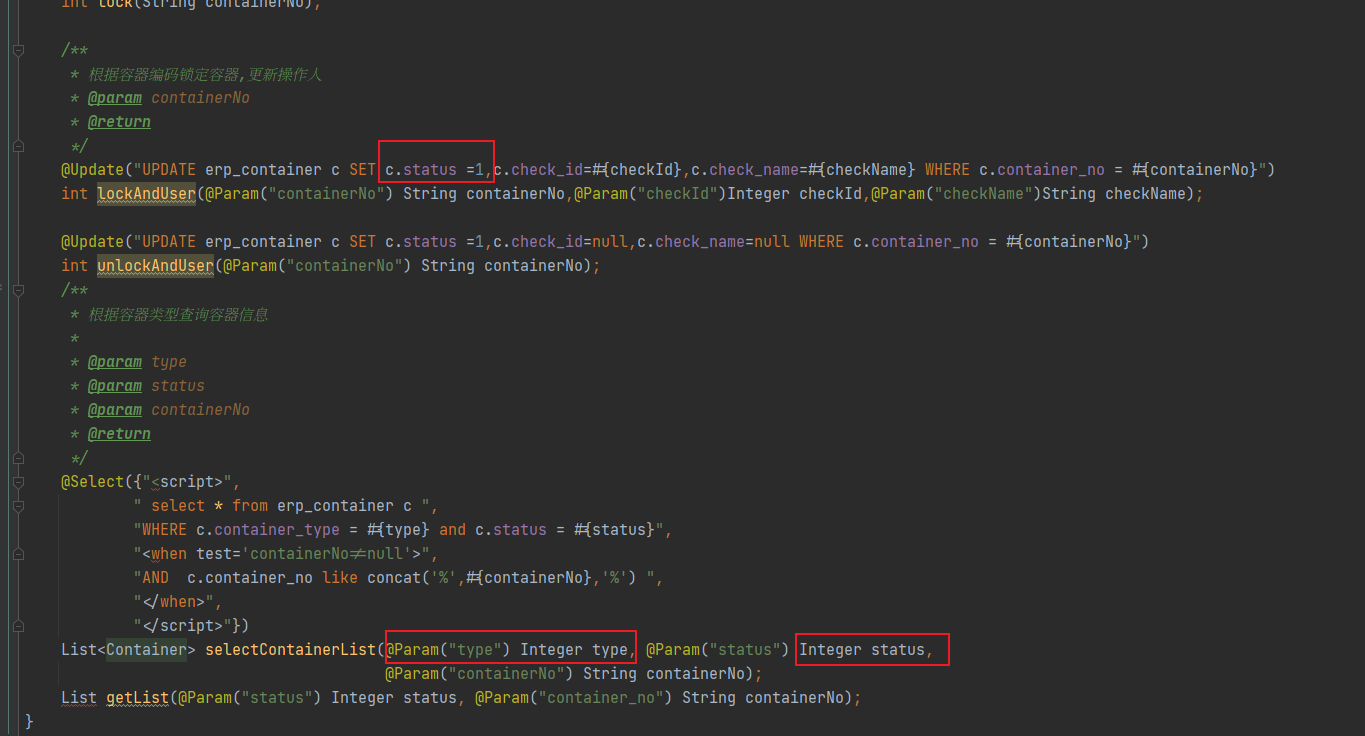 int lock(String containerNo);
/**
* 根据容器编码锁定容器,更新操作人
* @param containerNo
* @return
*/
@Update("UPDATE erp_container c SET c.status =1,c.check_id=#{checkId},c.check_name=#{checkName} WHERE c.container_no = #{containerNo}")
int lockAndUser(@Param("containerNo") String containerNo,@Param("checkId")Integer checkId,@Param("checkName")String checkName);
@Update("UPDATE erp_container c SET c.status =1,c.check_id=null,c.check_name=null WHERE c.container_no = #{containerNo}")
int unlockAndUser(@Param("containerNo") String containerNo);
/**
* 根据容器类型查询容器信息
*
* @param type
* @param status
* @param containerNo
* @return
*/
@Select({"<script>",
" select * from erp_container c ",
"WHERE c.container_type = #{type} and c.status = #{status}",
"<when test='containerNo!=null'>",
"AND  c.container_no like concat('%',#{containerNo},'%') ",
"</when>",
"</script>"})
List<Container> selectContainerList(@Param("type") Integer type, @Param("status") Integer status,
@Param("containerNo") String containerNo);
List getList(@Param("status") Integer status, @Param("container_no") String containerNo);
}